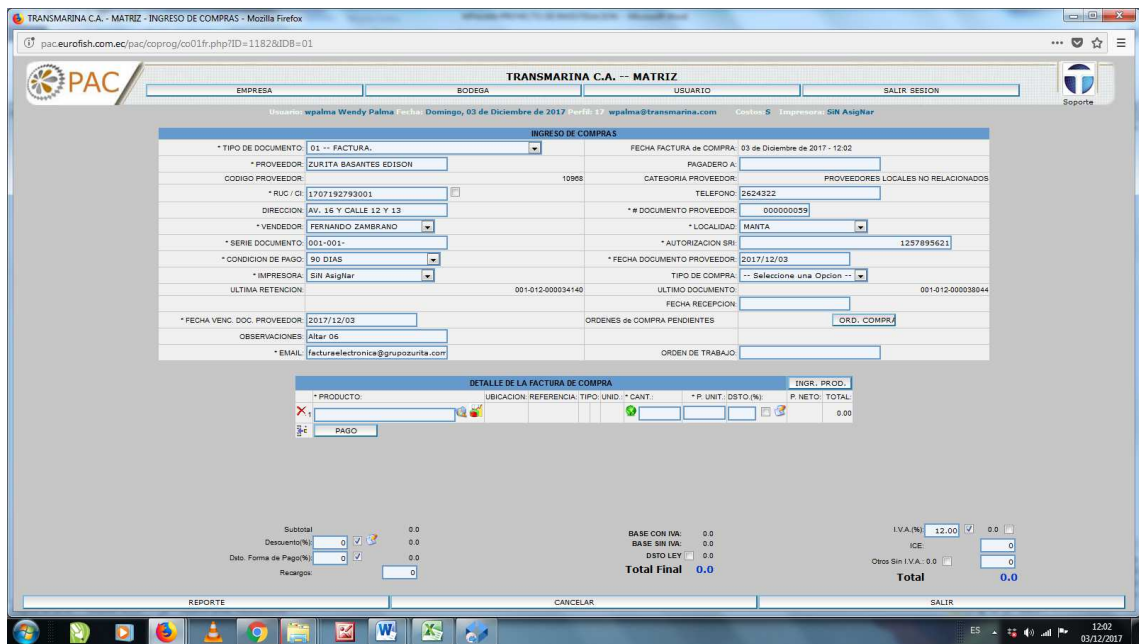 TRANSMARINA C.A. - MATRIZ - INGRESO DE COMPRAS - Mozilla Firefox
pac.eurofish.com.ec/pac/coprog/co01fr.php?ID=1182&IDB=01
PAC
TRANSMARINA C.A. -- MATRIZ
EMPRESA BODEGA USUARIO SALIR SESION
Soporte
Usuario: wpalma Wendy Palma Fecha: Domingo, 03 de Diciembre de 2017 Perfil: 17 wpalma@transmarina.com Costos: S Impresora: SiN AsigNar
INGRESO DE COMPRAS
* TIPO DE DOCUMENTO: 01 -- FACTURA. FECHA FACTURA de COMPRA: 03 de Diciembre de 2017 - 12:02
* PROVEEDOR: ZURITA BASANTES EDISON PAGADERO A:
CODIGO PROVEEDOR: 10968 CATEGORIA PROVEEDOR: PROVEEDORES LOCALES NO RELACIONADOS
* RUC / CI: 1707192793001 TELEFONO: 2624322
DIRECCION: AV. 16 Y CALLE 12 Y 13 * # DOCUMENTO PROVEEDOR: 000000059
* VENDEDOR: FERNANDO ZAMBRANO * LOCALIDAD: MANTA
* SERIE DOCUMENTO: 001-001- * AUTORIZACION SRI: 1257895621
* CONDICION DE PAGO: 90 DIAS * FECHA DOCUMENTO PROVEEDOR: 2017/12/03
* IMPRESORA: SiN AsigNar TIPO DE COMPRA: -- Seleccione una Opcion --
ULTIMA RETENCION: 001-012-000034140 ULTIMO DOCUMENTO: 001-012-000038044
FECHA RECEPCION:
* FECHA VENC. DOC. PROVEEDOR: 2017/12/03 ORDENES de COMPRA PENDIENTES ORD. COMPRA
OBSERVACIONES: Altar 06
* EMAIL: facturaelectronica@grupozurita.com ORDEN DE TRABAJO:
DETALLE DE LA FACTURA DE COMPRA INGR. PROD.
* PRODUCTO: UBICACION: REFERENCIA: TIPO: UNID.: * CANT.: * P. UNIT.: DSTO.(%): P. NETO: TOTAL:
1 0.00
PAGO
Subtotal 0.0
Descuento(%): 0 0.0
Dsto. Forma de Pago(%): 0 0.0
Recargos: 0
BASE CON IVA: 0.0
BASE SIN IVA: 0.0
DSTO LEY 0.0
Total Final 0.0
I.V.A.(%): 12.00 0.0
ICE: 0
Otros Sin I.V.A.: 0.0 0
Total 0.0
REPORTE CANCELAR SALIR
ES 12:02
03/12/2017